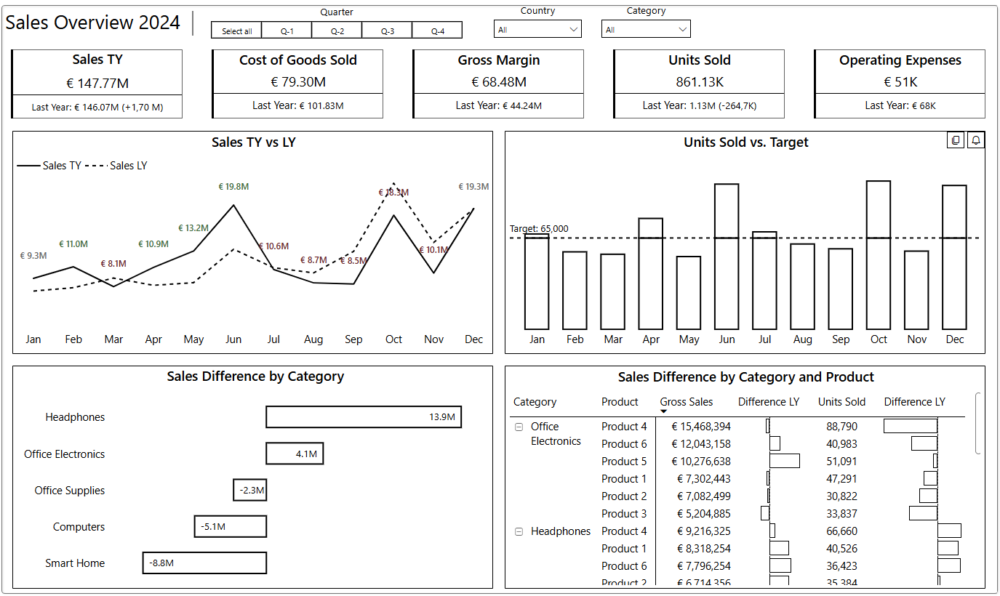 Sales Overview 2024
Quarter
Select all Q-1 Q-2 Q-3 Q-4
Country
All
Category
All
Sales TY
€ 147.77M
Last Year: € 146.07M (+1,70 M)
Cost of Goods Sold
€ 79.30M
Last Year: € 101.83M
Gross Margin
€ 68.48M
Last Year: € 44.24M
Units Sold
861.13K
Last Year: 1.13M (-264,7K)
Operating Expenses
€ 51K
Last Year: € 68K
Sales TY vs LY
Sales TY Sales LY
€ 9.3M
€ 11.0M
€ 8.1M
€ 10.9M
€ 13.2M
€ 19.8M
€ 10.6M
€ 8.7M
€ 8.5M
€ 18.3M
€ 10.1M
€ 19.3M
Jan Feb Mar Apr May Jun Jul Aug Sep Oct Nov Dec
Units Sold vs. Target
Target: 65,000
Jan Feb Mar Apr May Jun Jul Aug Sep Oct Nov Dec
Sales Difference by Category
Headphones 13.9M
Office Electronics 4.1M
Office Supplies -2.3M
Computers -5.1M
Smart Home -8.8M
Sales Difference by Category and Product
Category Product Gross Sales Difference LY Units Sold Difference LY
Office Electronics Product 4 € 15,468,394 88,790
Product 6 € 12,043,158 40,983
Product 5 € 10,276,638 51,091
Product 1 € 7,302,443 47,291
Product 2 € 7,082,499 30,822
Product 3 € 5,204,885 33,837
Headphones Product 4 € 9,216,325 66,660
Product 1 € 8,318,254 40,526
Product 6 € 7,796,254 36,423
Product 2 € 6,714,356 35,384